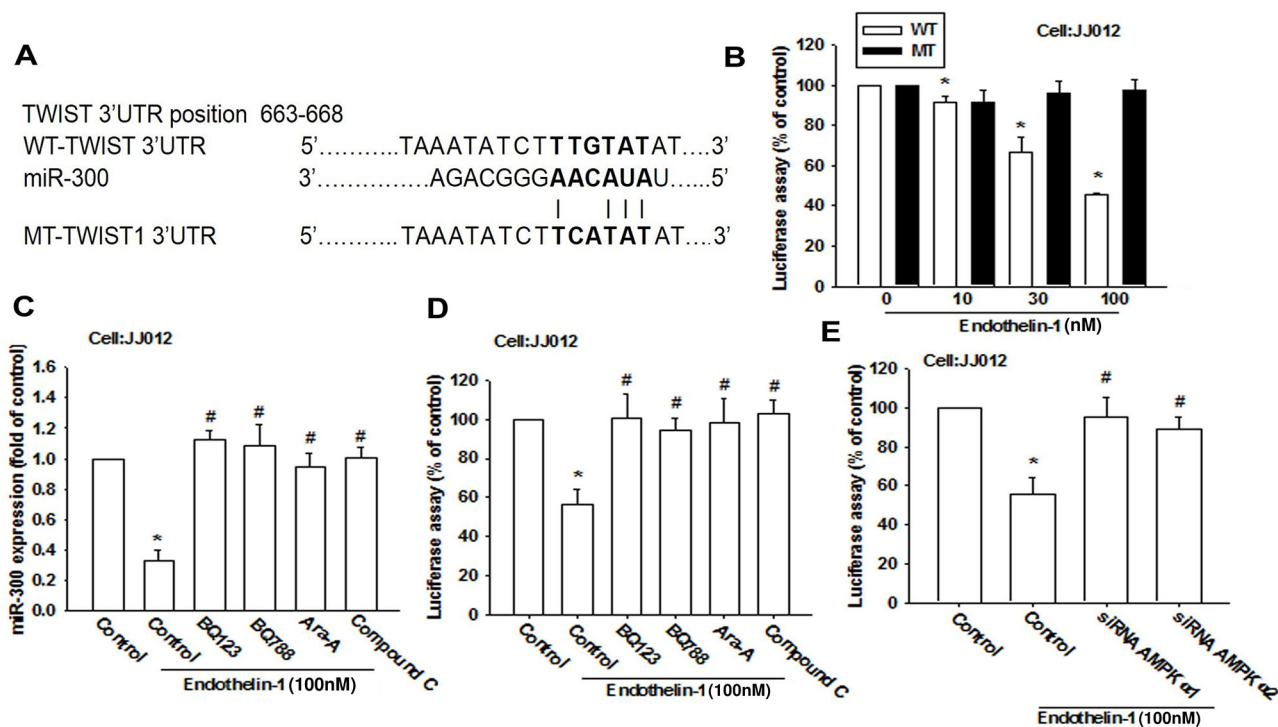 A
TWIST 3’UTR position 663-668
WT-TWIST 3’UTR 5’...........TAAATATCTTTGTATAT....3’
miR-300 3’..............AGACGGGAACAUAU......5’
MT-TWIST1 3’UTR 5’...........TAAATATCTTCATATAT....3’
B
WT
MT
Cell:JJ012
Luciferase assay (% of control)
120
100
80
60
40
20
0
0 10 30 100
Endothelin-1 (nM)
C
Cell:JJ012
miR-300 expression (fold of control)
1.6
1.4
1.2
1.0
0.8
0.6
0.4
0.2
0.0
* # # # #
Control Control BQ123 BQ788 Ara-A Compound C
Endothelin-1 (100nM)
D
Cell:JJ012
Luciferase assay (% of control)
120
100
80
60
40
20
0
* # # # #
Control Control BQ123 BQ788 Ara-A Compound C
Endothelin-1 (100nM)
E
Cell:JJ012
Luciferase assay (% of control)
120
100
80
60
40
20
0
* # #
Control Control siRNA AMPK α1 siRNA AMPK α2
Endothelin-1 (100nM)